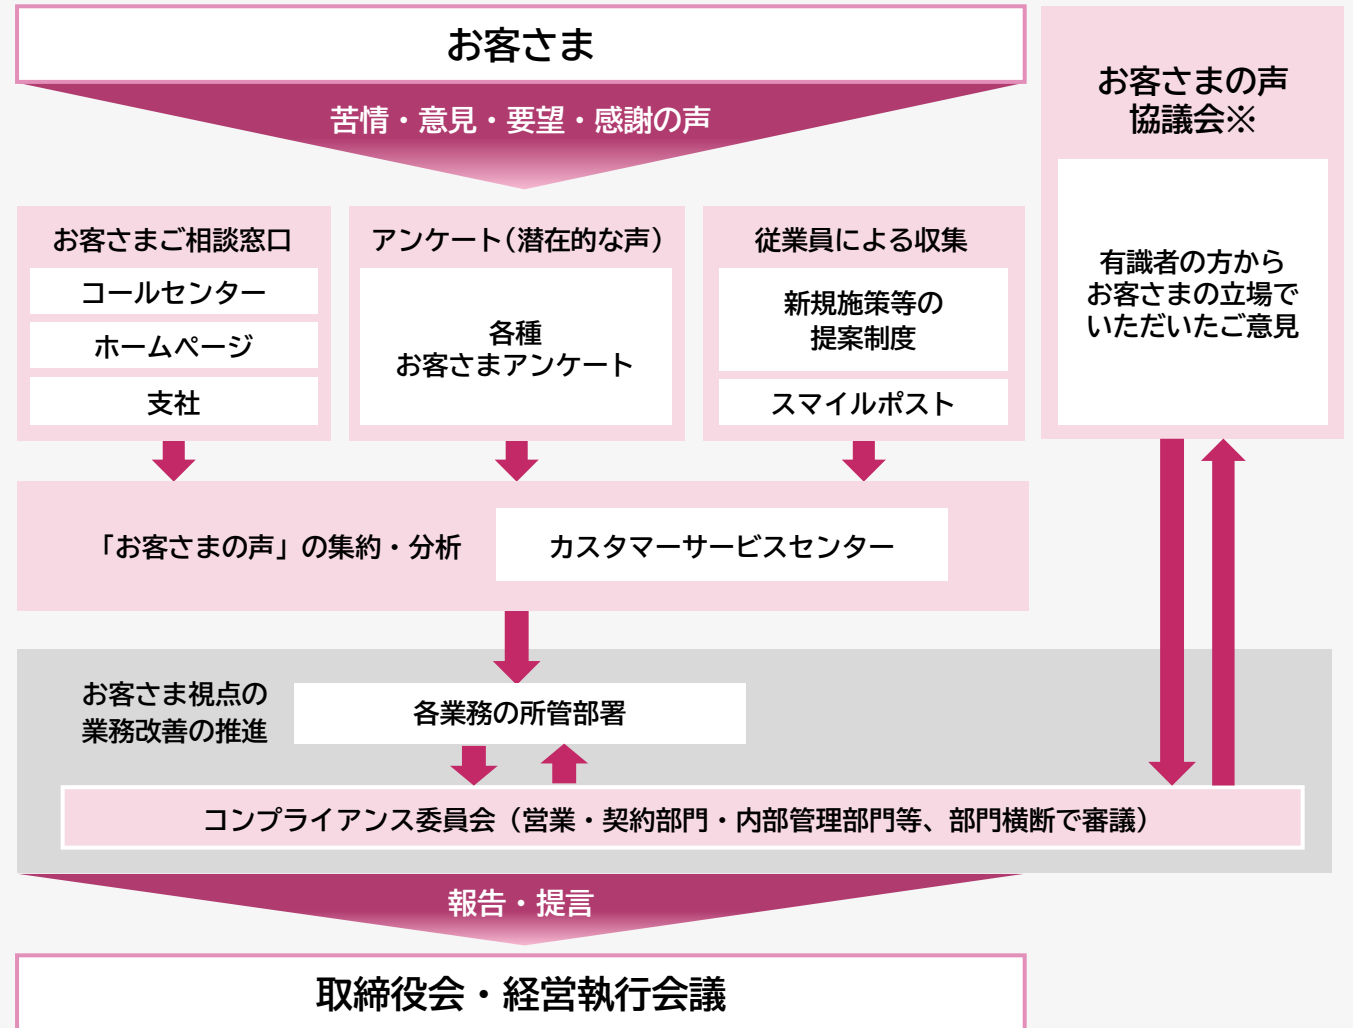 お客さま
苦情・意見・要望・感謝の声
お客さまの声
協議会※
有識者の方から
お客さまの立場で
いただいたご意見
お客さまご相談窓口
コールセンター
ホームページ
支社
アンケート(潜在的な声)
各種
お客さまアンケート
従業員による収集
新規施策等の
提案制度
スマイルポスト
「お客さまの声」の集約・分析
カスタマーサービスセンター
お客さま視点の
業務改善の推進
各業務の所管部署
コンプライアンス委員会（営業・契約部門・内部管理部門等、部門横断で審議）
報告・提言
取締役会・経営執行会議